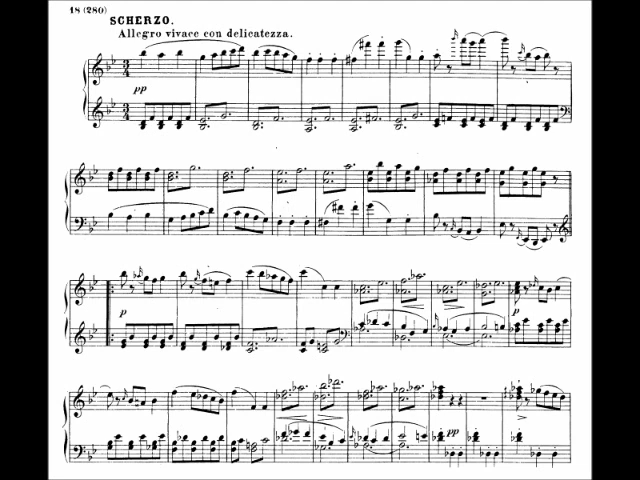 18 (280)
SCHERZO.
Allegro vivace con delicatezza.
pp
p
p
pp